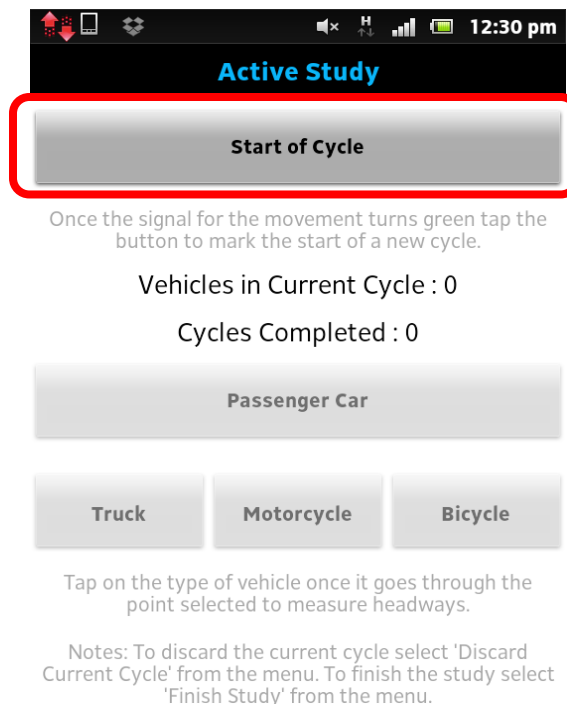 H 12:30 pm
Active Study
Start of Cycle
Once the signal for the movement turns green tap the
button to mark the start of a new cycle.
Vehicles in Current Cycle : 0
Cycles Completed : 0
Passenger Car
Truck Motorcycle Bicycle
Tap on the type of vehicle once it goes through the
point selected to measure headways.
Notes: To discard the current cycle select 'Discard
Current Cycle' from the menu. To finish the study select
'Finish Study' from the menu.